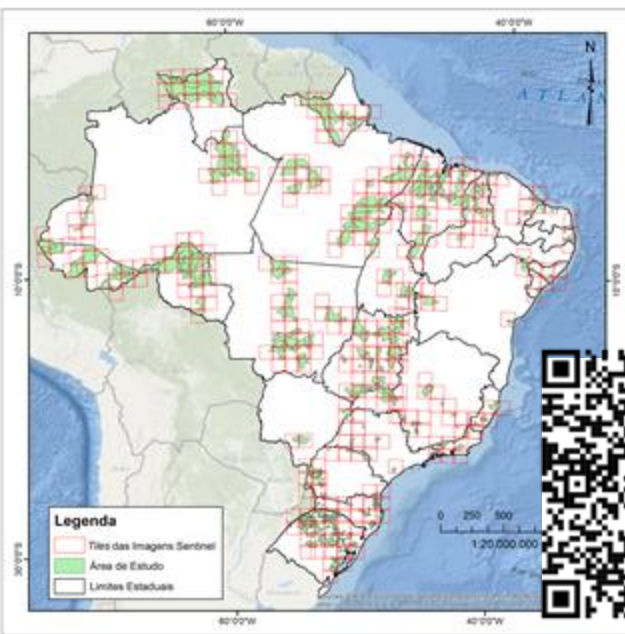 60°0'0"W 40°0'0"W
N
ATLAN
10°0'0"S 10°0'0"S
0 250 500
1:20.000.000
Legenda
Tiles das Imagens Sentinel
Área de Estudo
Limites Estaduais
30°0'0"S
60°0'0"W 40°0'0"W